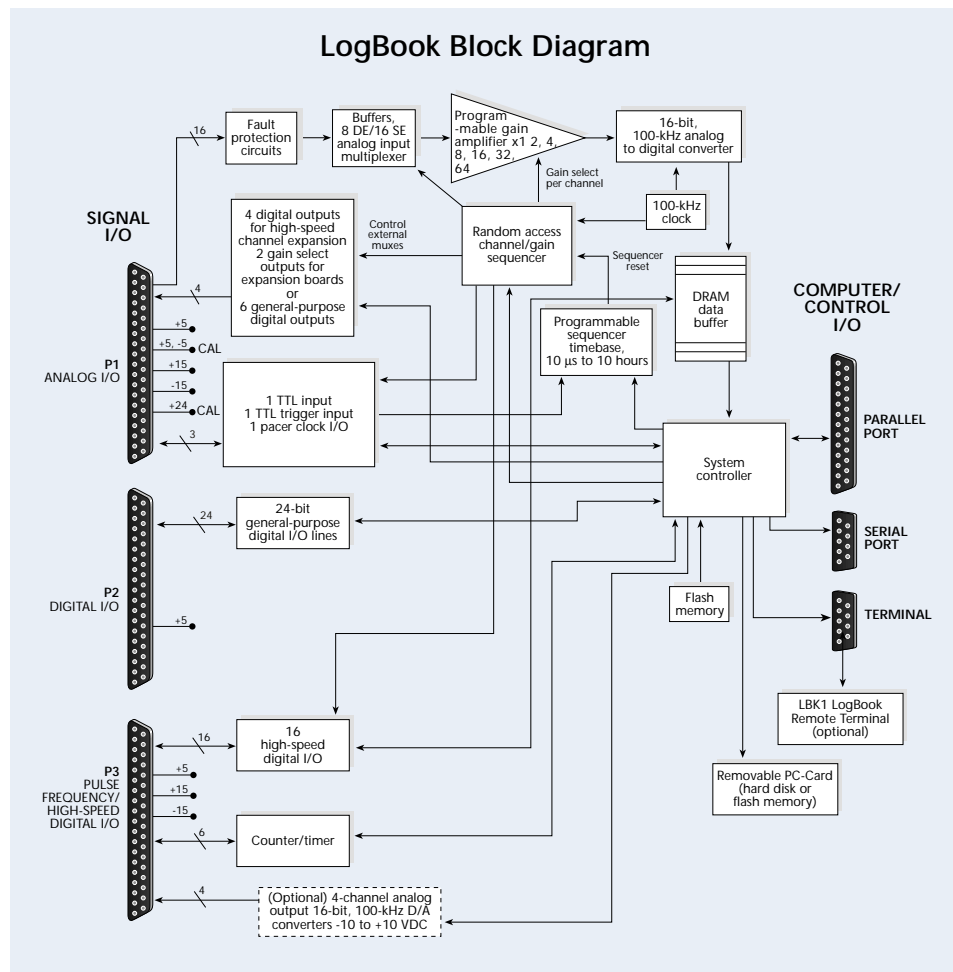 LogBook Block Diagram
16
Fault
protection
circuits
Buffers,
8 DE/16 SE
analog input
multiplexer
Program
-mable gain
amplifier x1 2, 4,
8, 16, 32,
64
16-bit,
100-kHz analog
to digital converter
Gain select
per channel
100-kHz
clock
SIGNAL
I/O
4 digital outputs
for high-speed
channel expansion
2 gain select
outputs for
expansion boards
or
6 general-purpose
digital outputs
Control
external
muxes
Random access
channel/gain
sequencer
Sequencer
reset
DRAM
data
buffer
COMPUTER/
CONTROL
I/O
4
+5
+5, -5
CAL
+15
-15
+24
CAL
3
P1
ANALOG I/O
Programmable
sequencer
timebase,
10 µs to 10 hours
1 TTL input
1 TTL trigger input
1 pacer clock I/O
System
controller
PARALLEL
PORT
SERIAL
PORT
TERMINAL
24
24-bit
general-purpose
digital I/O lines
P2
DIGITAL I/O
+5
Flash
memory
LBK1 LogBook
Remote Terminal
(optional)
Removable PC-Card
(hard disk or
flash memory)
16
16
high-speed
digital I/O
P3
PULSE
FREQUENCY/
HIGH-SPEED
DIGITAL I/O
+5
+15
-15
6
Counter/timer
4
(Optional) 4-channel analog
output 16-bit, 100-kHz D/A
converters -10 to +10 VDC